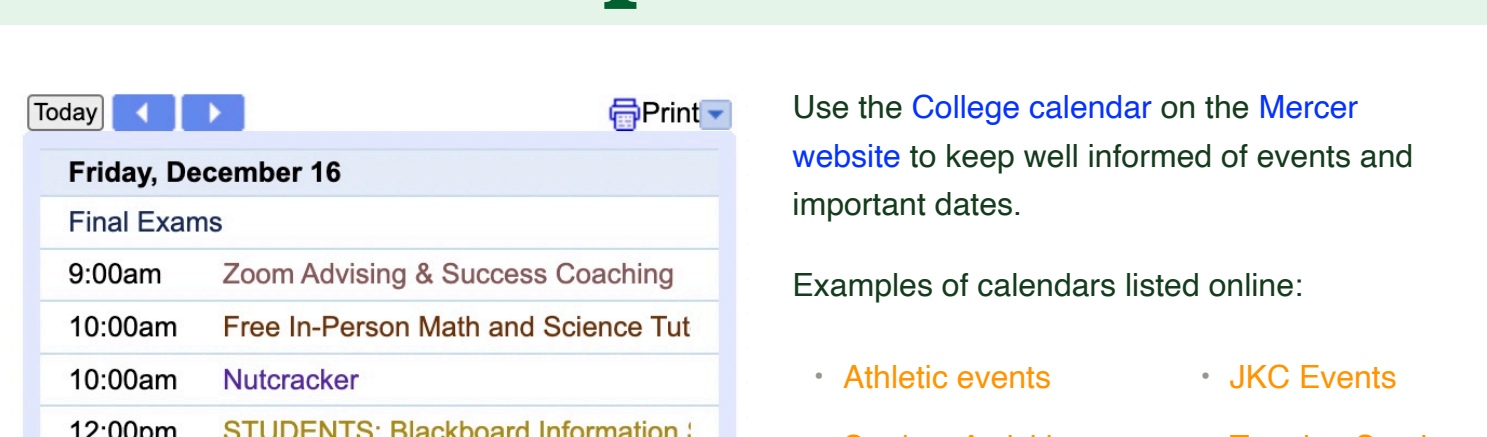 Today
Print
Friday, December 16
Final Exams
9:00am Zoom Advising & Success Coaching
10:00am Free In-Person Math and Science Tut
10:00am Nutcracker
12:00pm STUDENTS: Blackboard Information
Use the College calendar on the Mercer
website to keep well informed of events and
important dates.
Examples of calendars listed online:
• Athletic events
• JKC Events